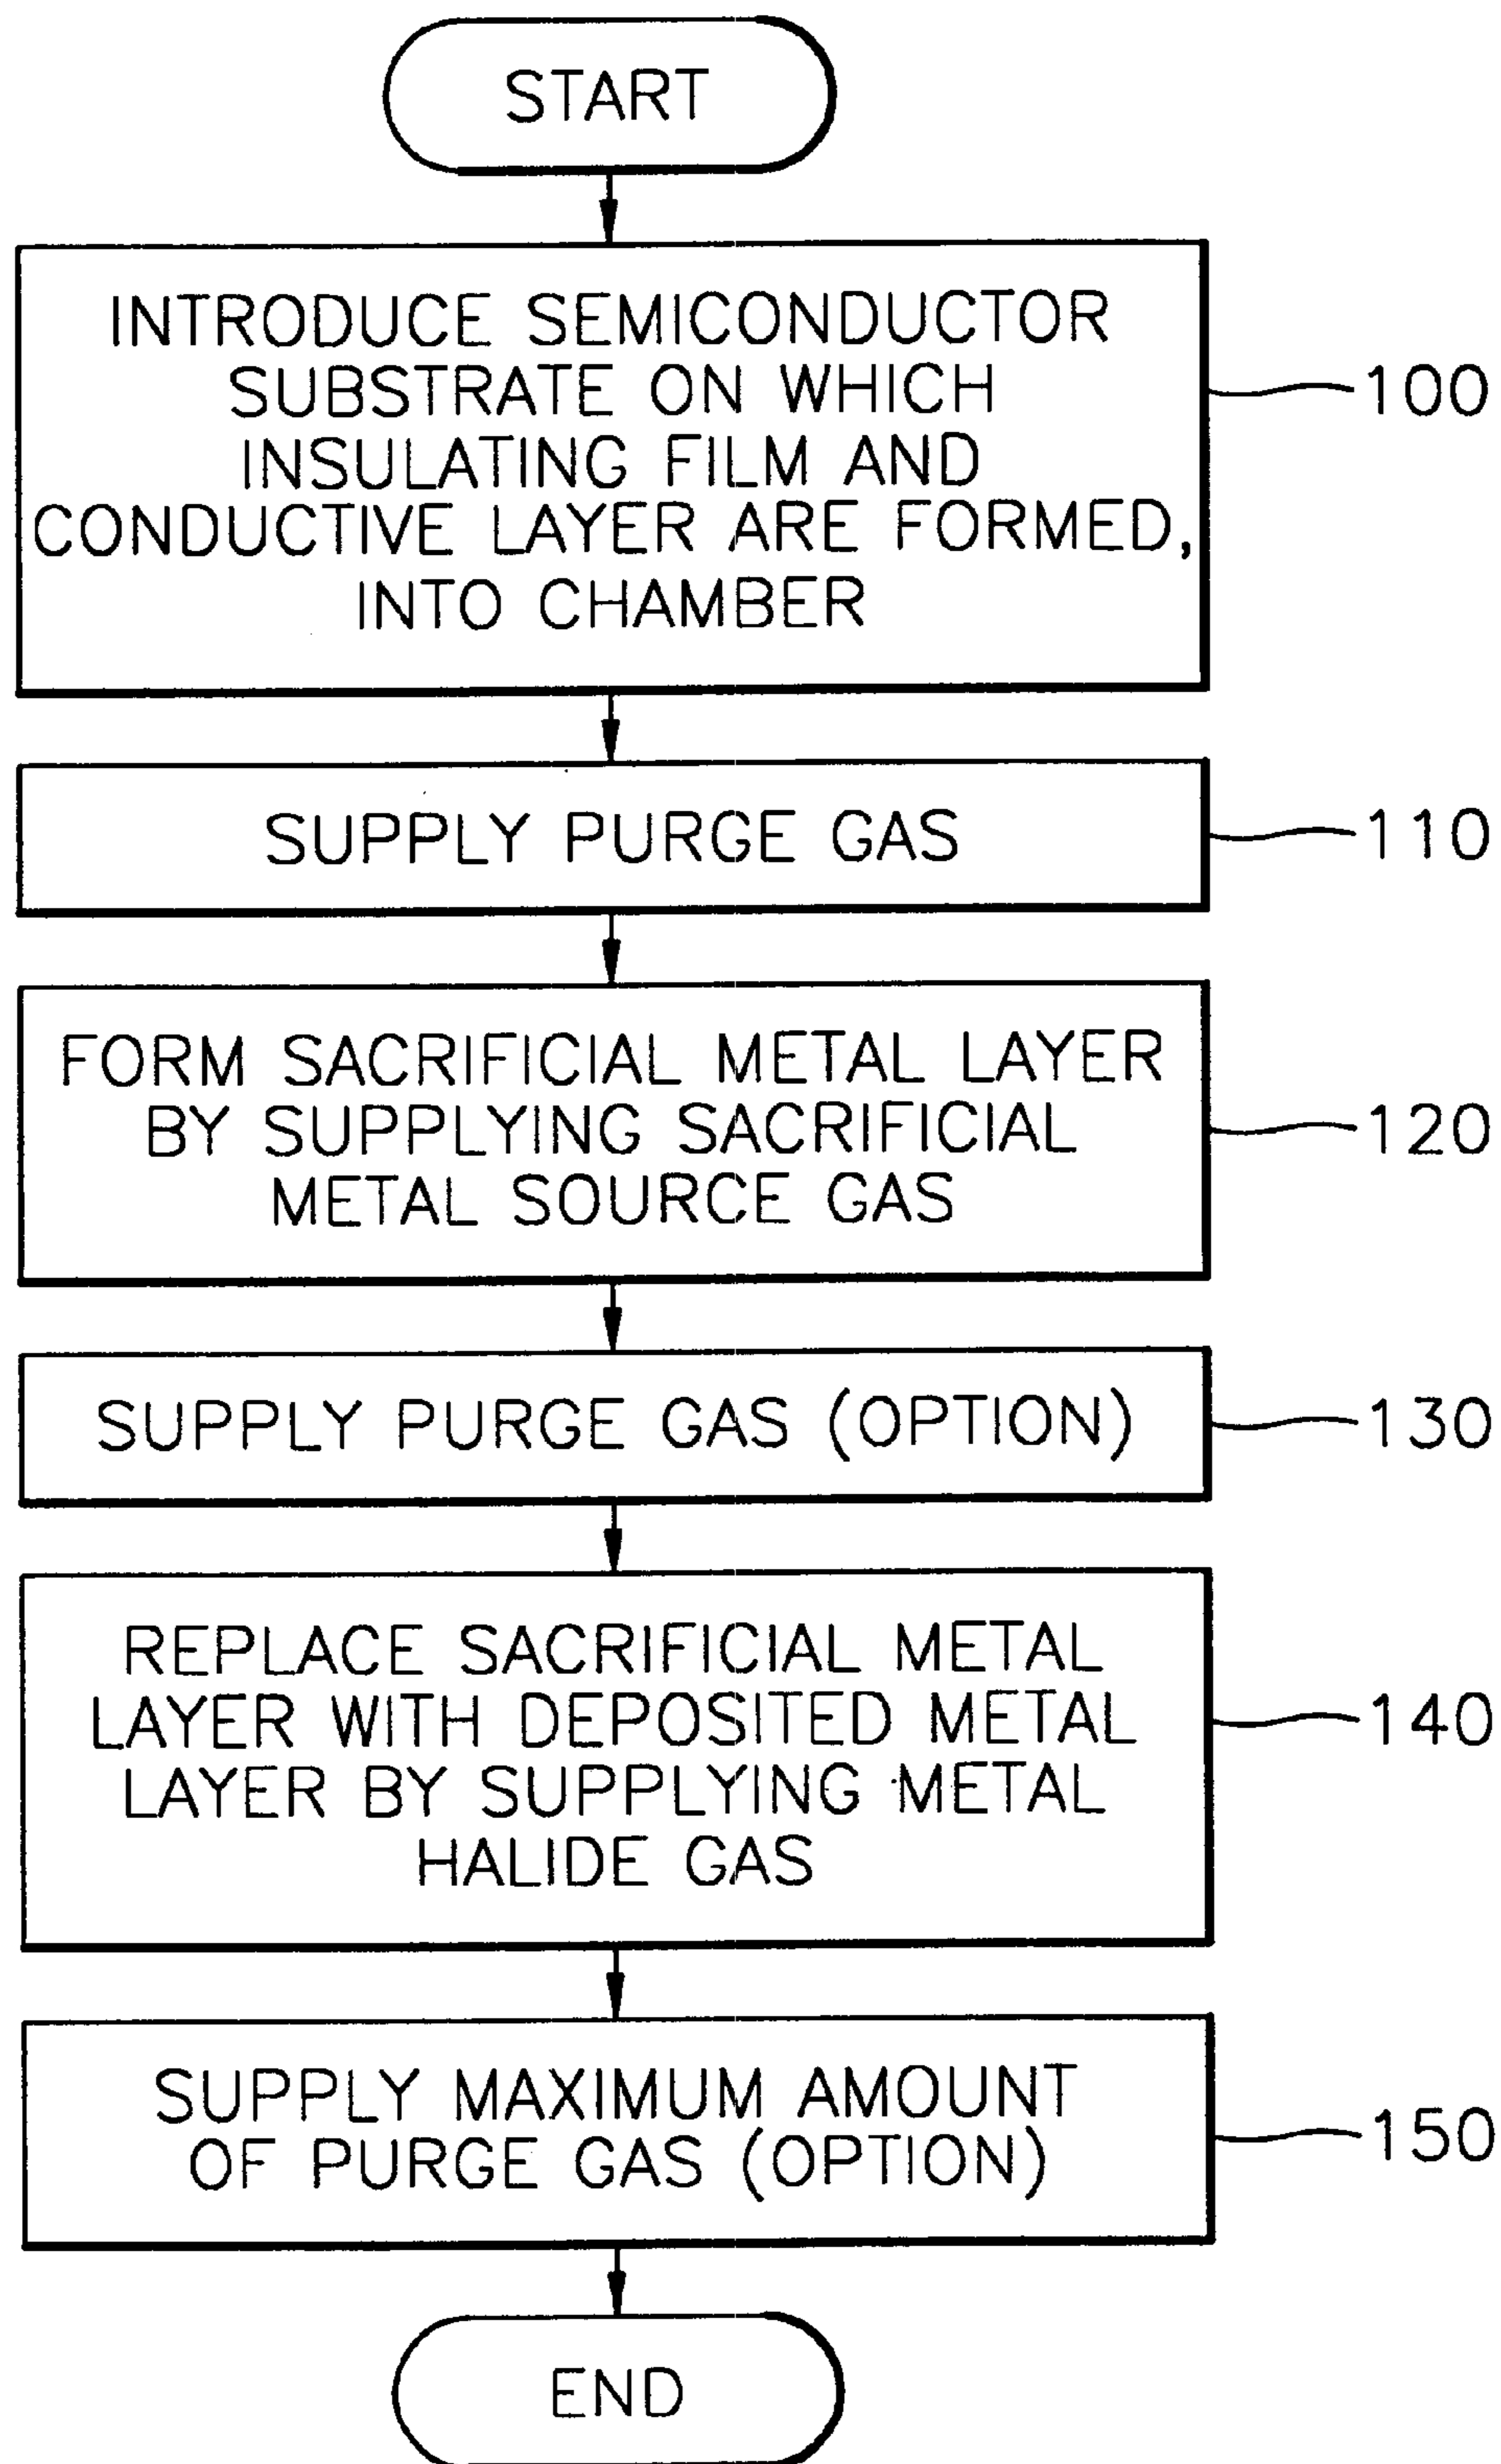 START
INTRODUCE SEMICONDUCTOR
SUBSTRATE ON WHICH
INSULATING FILM AND
CONDUCTIVE LAYER ARE FORMED,
INTO CHAMBER
100
SUPPLY PURGE GAS
110
FORM SACRIFICIAL METAL LAYER
BY SUPPLYING SACRIFICIAL
METAL SOURCE GAS
120
SUPPLY PURGE GAS (OPTION)
130
REPLACE SACRIFICIAL METAL
LAYER WITH DEPOSITED METAL
LAYER BY SUPPLYING METAL
HALIDE GAS
140
SUPPLY MAXIMUM AMOUNT
OF PURGE GAS (OPTION)
150
END